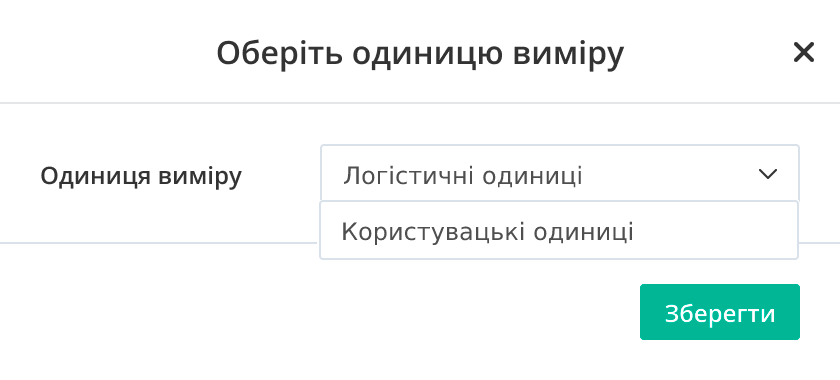 Оберіть одиницю виміру
Одиниця виміру
Логістичні одиниці
Користувацькі одиниці
Зберегти